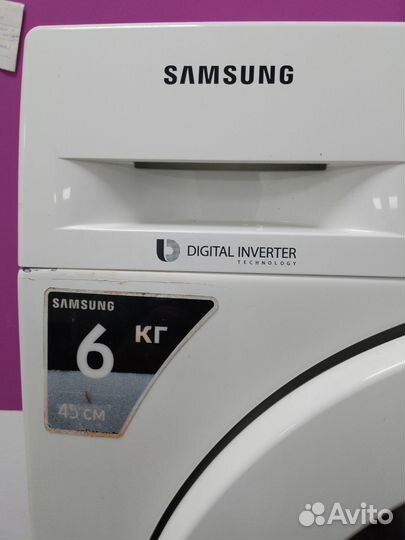 SAMSUNG
DIGITAL INVERTER
TECHNOLOGY
SAMSUNG
6 кг
45 см
Avito